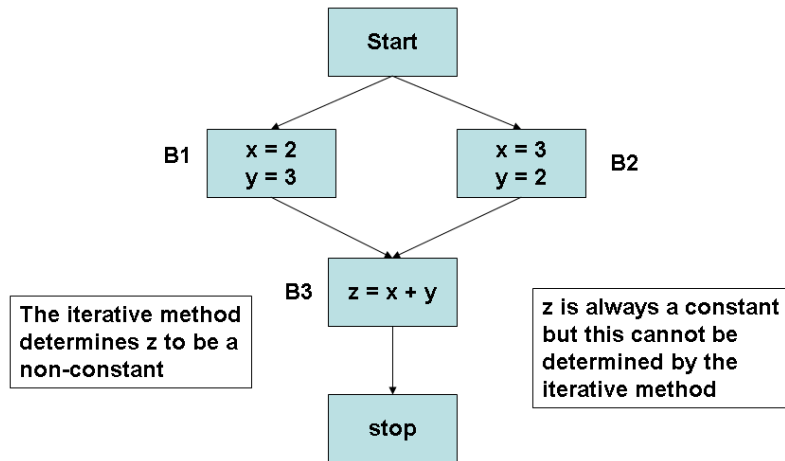 Start
B1
x = 2
y = 3
x = 3
y = 2
B2
B3
z = x + y
The iterative method
determines z to be a
non-constant
z is always a constant
but this cannot be
determined by the
iterative method
stop